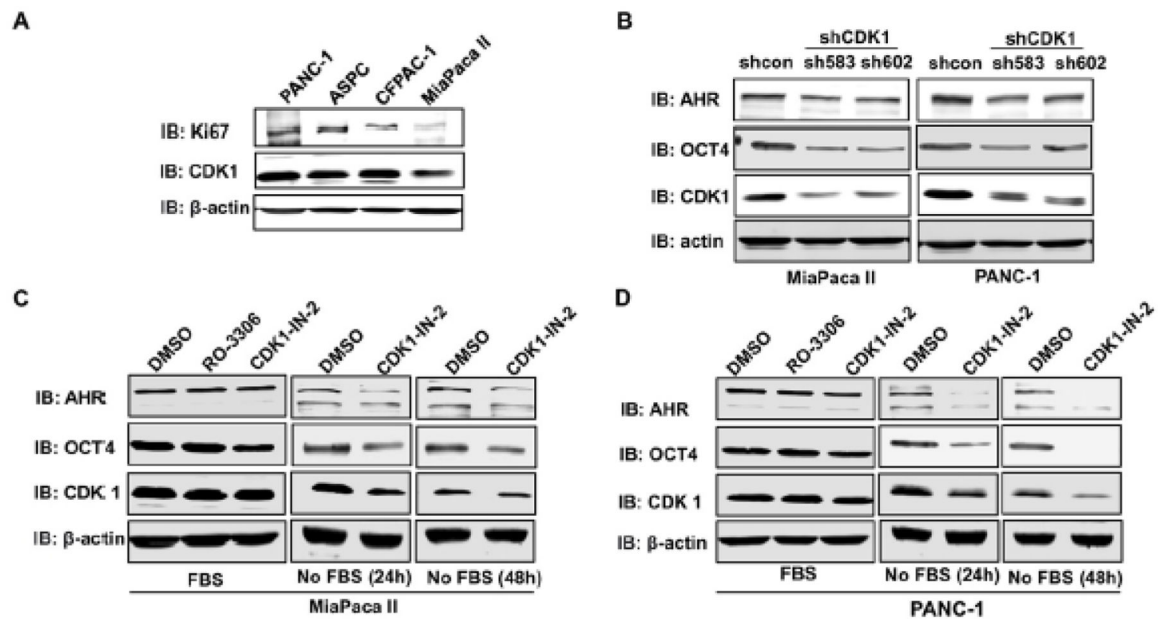 A
PANC-1 ASPC CFPAC-1 MiaPaca II
IB: Ki67
IB: CDK1
IB: β-actin
B
shCDK1 shCDK1
shcon sh583 sh602 shcon sh583 sh602
IB: AHR
IB: OCT4
IB: CDK1
IB: actin
MiaPaca II PANC-1
C
DMSO RO-3306 CDK1-IN-2 DMSO CDK1-IN-2 DMSO CDK1-IN-2
IB: AHR
IB: OCT4
IB: CDK 1
IB: β-actin
FBS No FBS (24h) No FBS (48h)
MiaPaca II
D
DMSO RO-3306 CDK1-IN-2 DMSO CDK1-IN-2 DMSO CDK1-IN-2
IB: AHR
IB: OCT4
IB: CDK 1
IB: β-actin
FBS No FBS (24h) No FBS (48h)
PANC-1